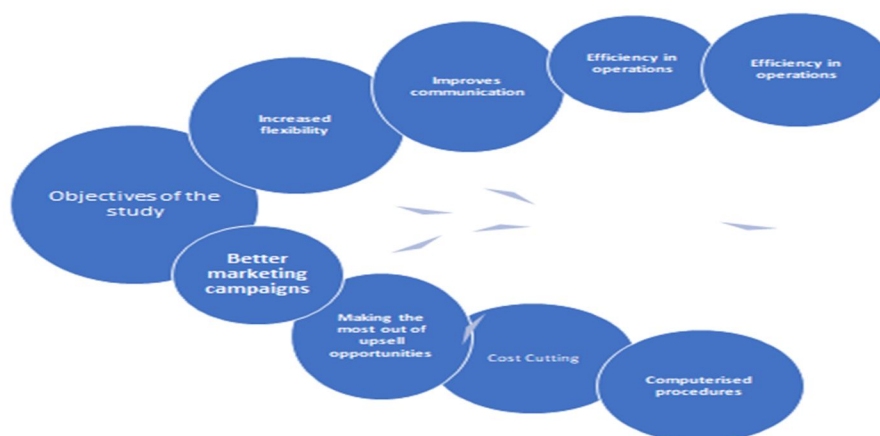 Objectives of the
study
Increased
flexibility
Improves
communication
Efficiency in
operations
Efficiency in
operations
Better
marketing
campaigns
Making the
most out of
upsell
opportunities
Cost Cutting
Computerised
procedures